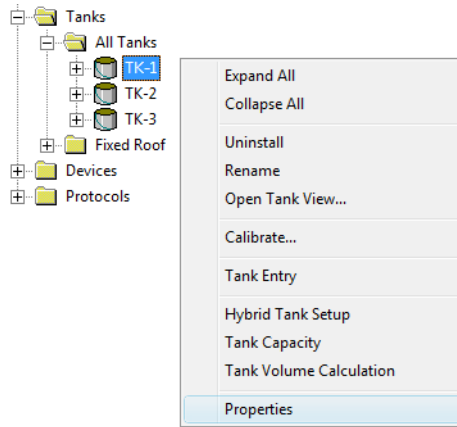 Tanks
All Tanks
TK-1
TK-2
TK-3
Fixed Roof
Devices
Protocols
Expand All
Collapse All
Uninstall
Rename
Open Tank View...
Calibrate...
Tank Entry
Hybrid Tank Setup
Tank Capacity
Tank Volume Calculation
Properties